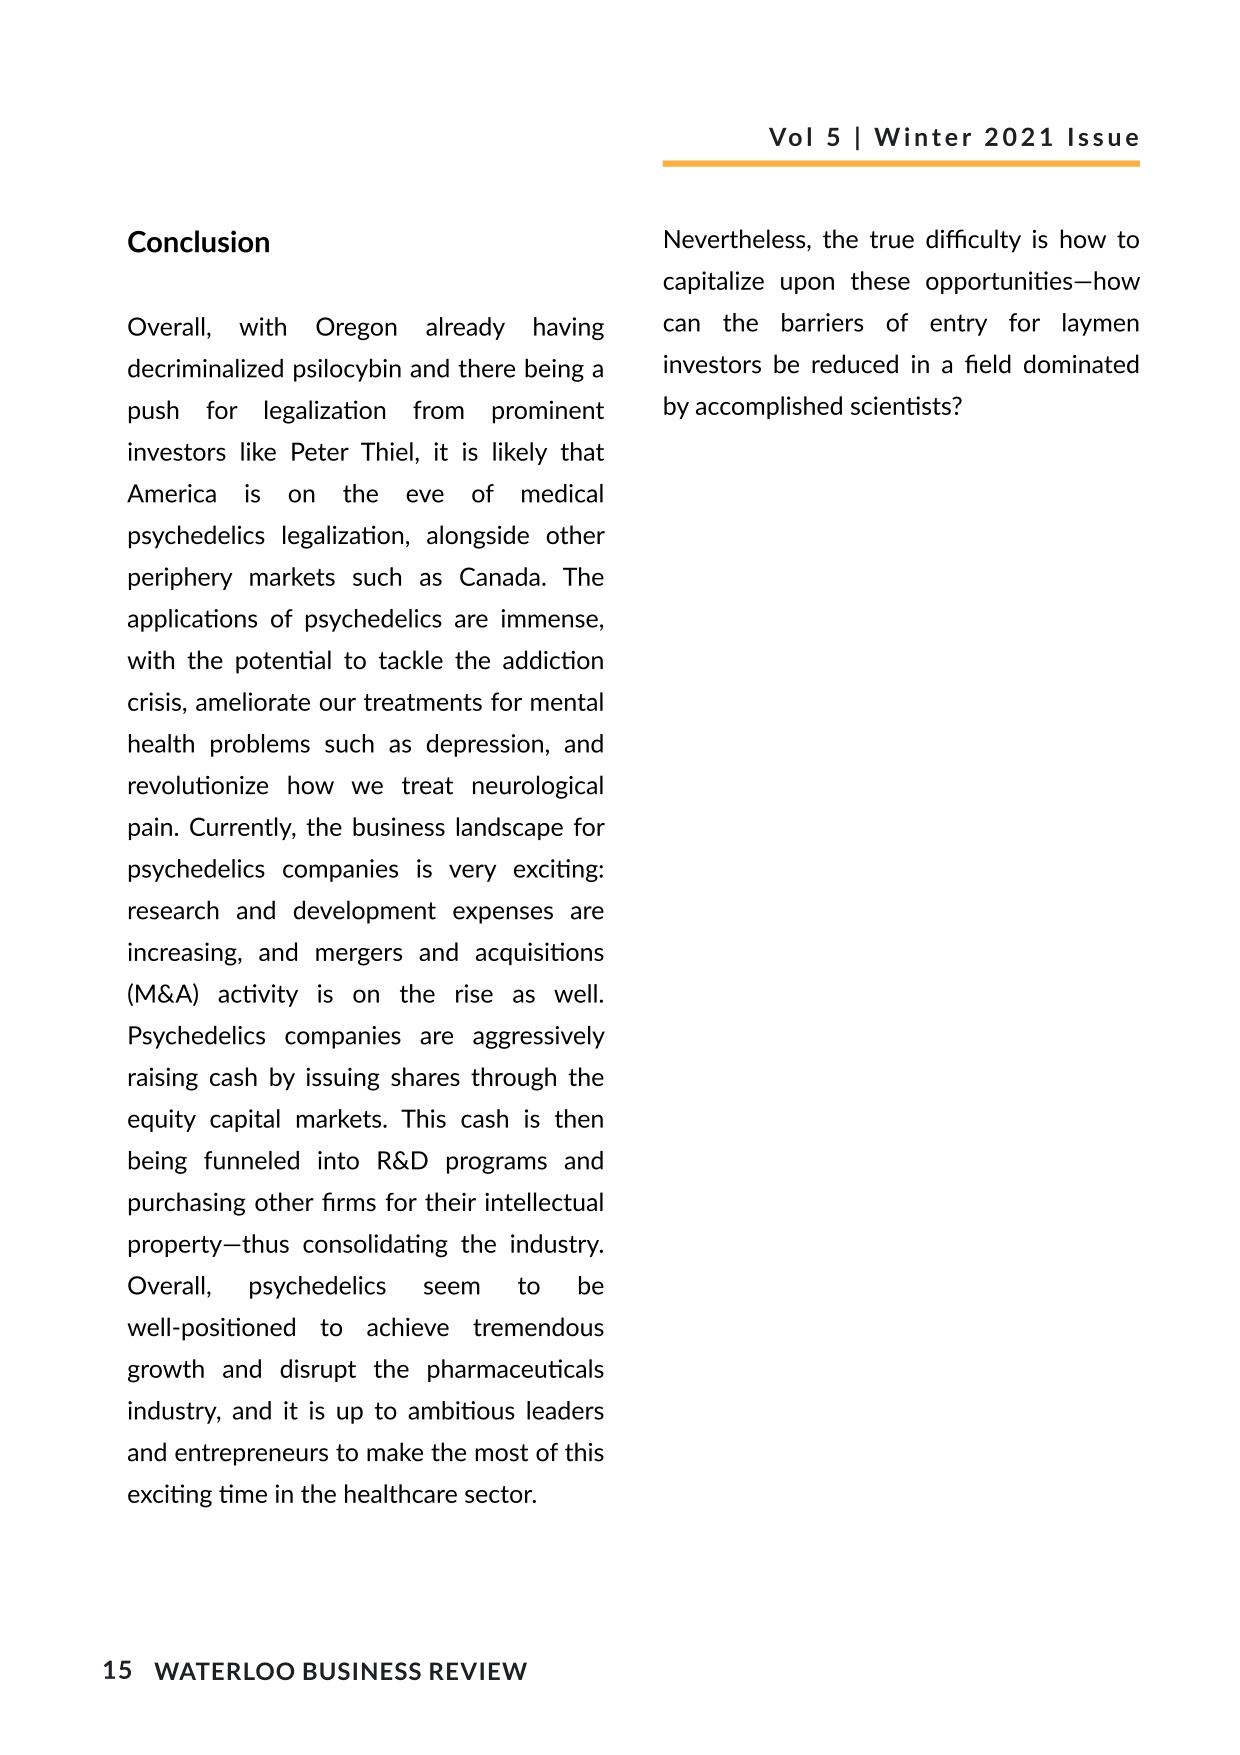 Vol 5 | Winter 2021 Issue
Conclusion
Overall, with Oregon already having
decriminalized psilocybin and there being a
push for legalization from prominent
investors like Peter Thiel, it is likely that
America is on the eve of medical
psychedelics legalization, alongside other
periphery markets such as Canada. The
applications of psychedelics are immense,
with the potential to tackle the addiction
crisis, ameliorate our treatments for mental
health problems such as depression, and
revolutionize how we treat neurological
pain. Currently, the business landscape for
psychedelics companies is very exciting:
research and development expenses are
increasing, and mergers and acquisitions
(M&A) activity is on the rise as well.
Psychedelics companies are aggressively
raising cash by issuing shares through the
equity capital markets. This cash is then
being funneled into R&D programs and
purchasing other firms for their intellectual
property—thus consolidating the industry.
Overall, psychedelics seem to be
well-positioned to achieve tremendous
growth and disrupt the pharmaceuticals
industry, and it is up to ambitious leaders
and entrepreneurs to make the most of this
exciting time in the healthcare sector.
Nevertheless, the true difficulty is how to
capitalize upon these opportunities—how
can the barriers of entry for laymen
investors be reduced in a field dominated
by accomplished scientists?
15 WATERLOO BUSINESS REVIEW